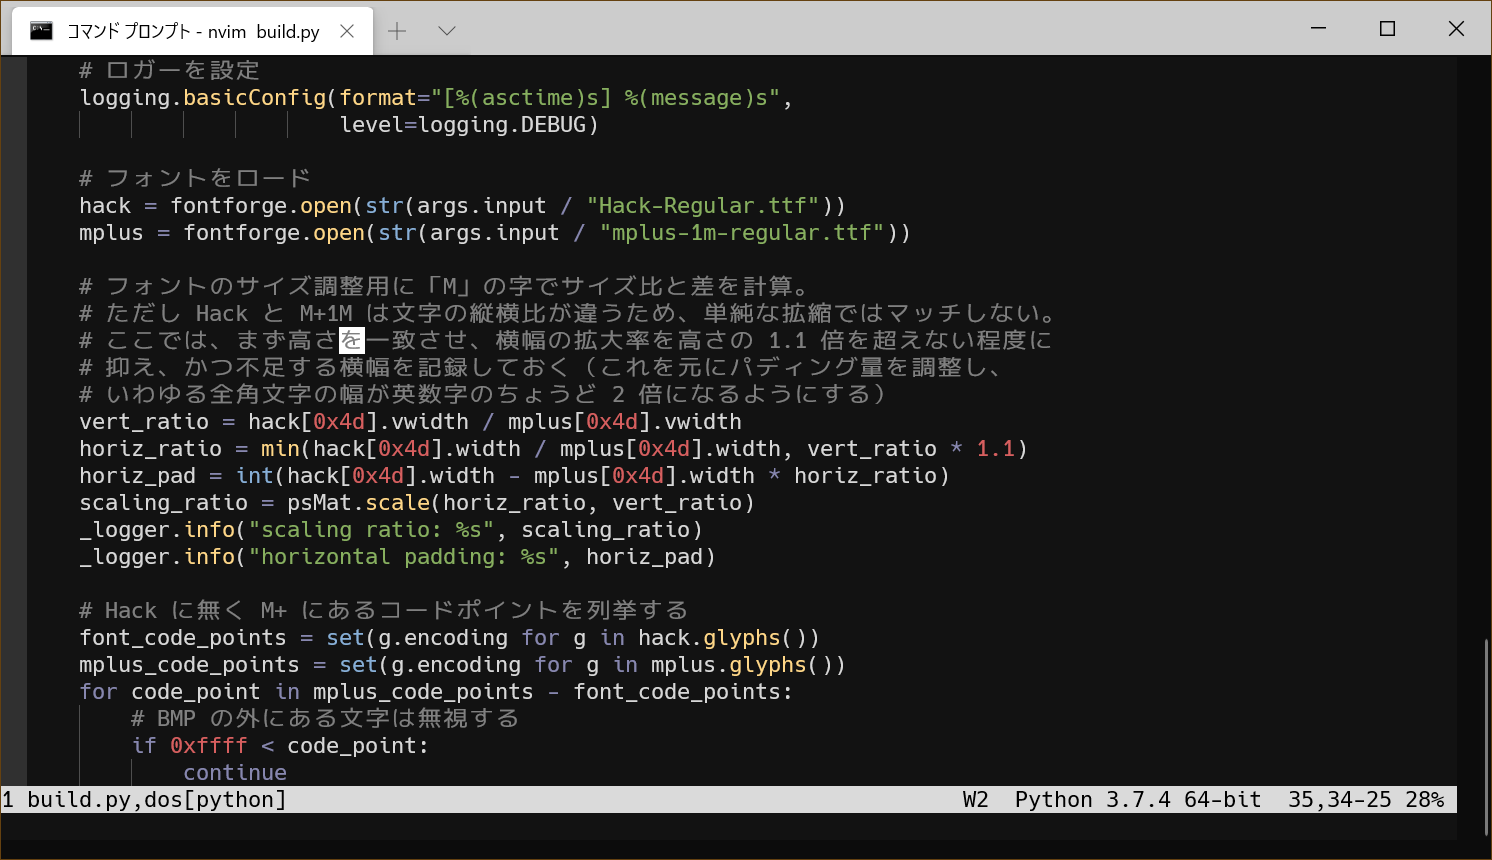 コマンド プロンプト - nvim  build.py
# ロガーを設定
logging.basicConfig(format="[%(asctime)s] %(message)s",
level=logging.DEBUG)
# フォントをロード
hack = fontforge.open(str(args.input / "Hack-Regular.ttf"))
mplus = fontforge.open(str(args.input / "mplus-1m-regular.ttf"))
# フォントのサイズ調整用に「M」の字でサイズ比と差を計算。
# ただし Hack と M+1M は文字の縦横比が違うため、単純な拡縮ではマッチしない。
# ここでは、まず高さを一致させ、横幅の拡大率を高さの 1.1 倍を超えない程度に
# 抑え、かつ不足する横幅を記録しておく（これを元にパディング量を調整し、
# いわゆる全角文字の幅が英数字のちょうど 2 倍になるようにする）
vert_ratio = hack[0x4d].vwidth / mplus[0x4d].vwidth
horiz_ratio = min(hack[0x4d].width / mplus[0x4d].width, vert_ratio * 1.1)
horiz_pad = int(hack[0x4d].width - mplus[0x4d].width * horiz_ratio)
scaling_ratio = psMat.scale(horiz_ratio, vert_ratio)
_logger.info("scaling ratio: %s", scaling_ratio)
_logger.info("horizontal padding: %s", horiz_pad)
# Hack に無く M+ にあるコードポイントを列挙する
font_code_points = set(g.encoding for g in hack.glyphs())
mplus_code_points = set(g.encoding for g in mplus.glyphs())
for code_point in mplus_code_points - font_code_points:
# BMP の外にある文字は無視する
if 0xffff < code_point:
continue
1 build.py,dos[python] W2  Python 3.7.4 64-bit  35,34-25 28%